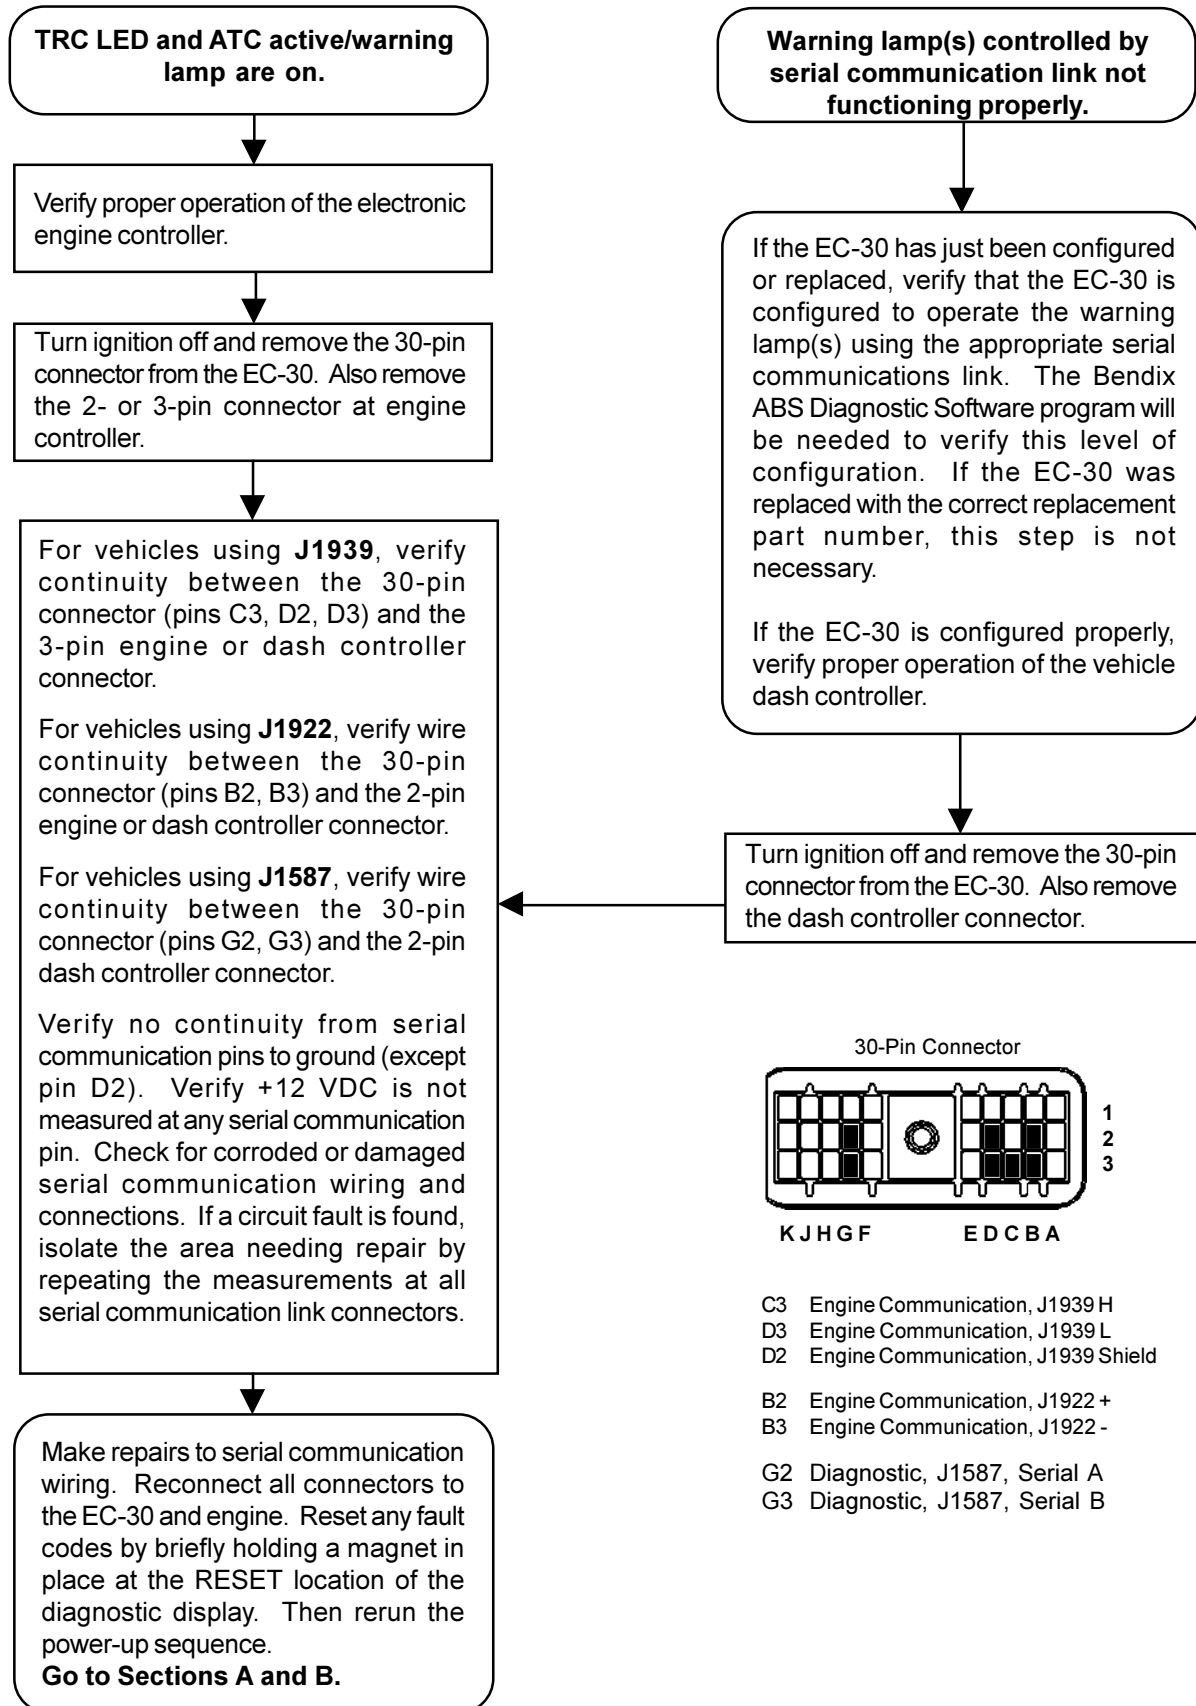 TRC LED and ATC active/warning
lamp are on.
Verify proper operation of the electronic
engine controller.
Turn ignition off and remove the 30-pin
connector from the EC-30. Also remove
the 2- or 3-pin connector at engine
controller.
For vehicles using J1939, verify
continuity between the 30-pin
connector (pins C3, D2, D3) and the
3-pin engine or dash controller
connector.
For vehicles using J1922, verify wire
continuity between the 30-pin
connector (pins B2, B3) and the 2-pin
engine or dash controller connector.
For vehicles using J1587, verify wire
continuity between the 30-pin
connector (pins G2, G3) and the 2-pin
dash controller connector.
Verify no continuity from serial
communication pins to ground (except
pin D2). Verify +12 VDC is not
measured at any serial communication
pin. Check for corroded or damaged
serial communication wiring and
connections. If a circuit fault is found,
isolate the area needing repair by
repeating the measurements at all
serial communication link connectors.
Make repairs to serial communication
wiring. Reconnect all connectors to
the EC-30 and engine. Reset any fault
codes by briefly holding a magnet in
place at the RESET location of the
diagnostic display. Then rerun the
power-up sequence.
Go to Sections A and B.
Warning lamp(s) controlled by
serial communication link not
functioning properly.
If the EC-30 has just been configured
or replaced, verify that the EC-30 is
configured to operate the warning
lamp(s) using the appropriate serial
communications link. The Bendix
ABS Diagnostic Software program will
be needed to verify this level of
configuration. If the EC-30 was
replaced with the correct replacement
part number, this step is not
necessary.
If the EC-30 is configured properly,
verify proper operation of the vehicle
dash controller.
Turn ignition off and remove the 30-pin
connector from the EC-30. Also remove
the dash controller connector.
30-Pin Connector
1
2
3
K J H G F E D C B A
C3 Engine Communication, J1939 H
D3 Engine Communication, J1939 L
D2 Engine Communication, J1939 Shield
B2 Engine Communication, J1922 +
B3 Engine Communication, J1922 -
G2 Diagnostic, J1587, Serial A
G3 Diagnostic, J1587, Serial B